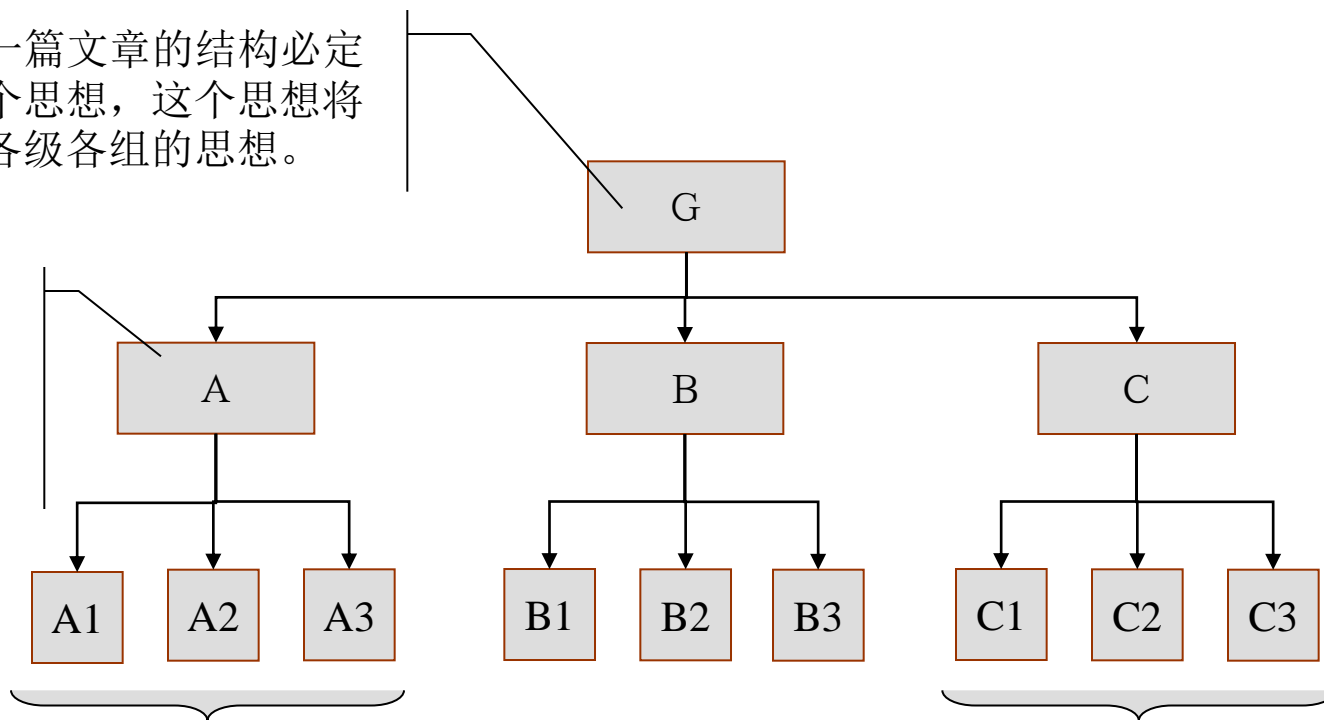 一篇文章的结构必定
个思想，这个思想将
各级各组的思想。
G
A
B
C
A1
A2
A3
B1
B2
B3
C1
C2
C3